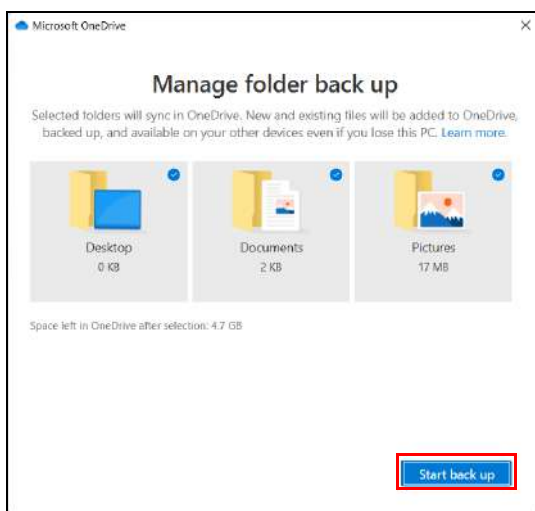 Microsoft OneDrive
Manage folder back up
Selected folders will sync in OneDrive. New and existing files will be added to OneDrive,
backed up, and available on your other devices even if you lose this PC. Learn more.
Desktop
0 KB
Documents
2 KB
Pictures
17 MB
Space left in OneDrive after selection: 4.7 GB
Start back up